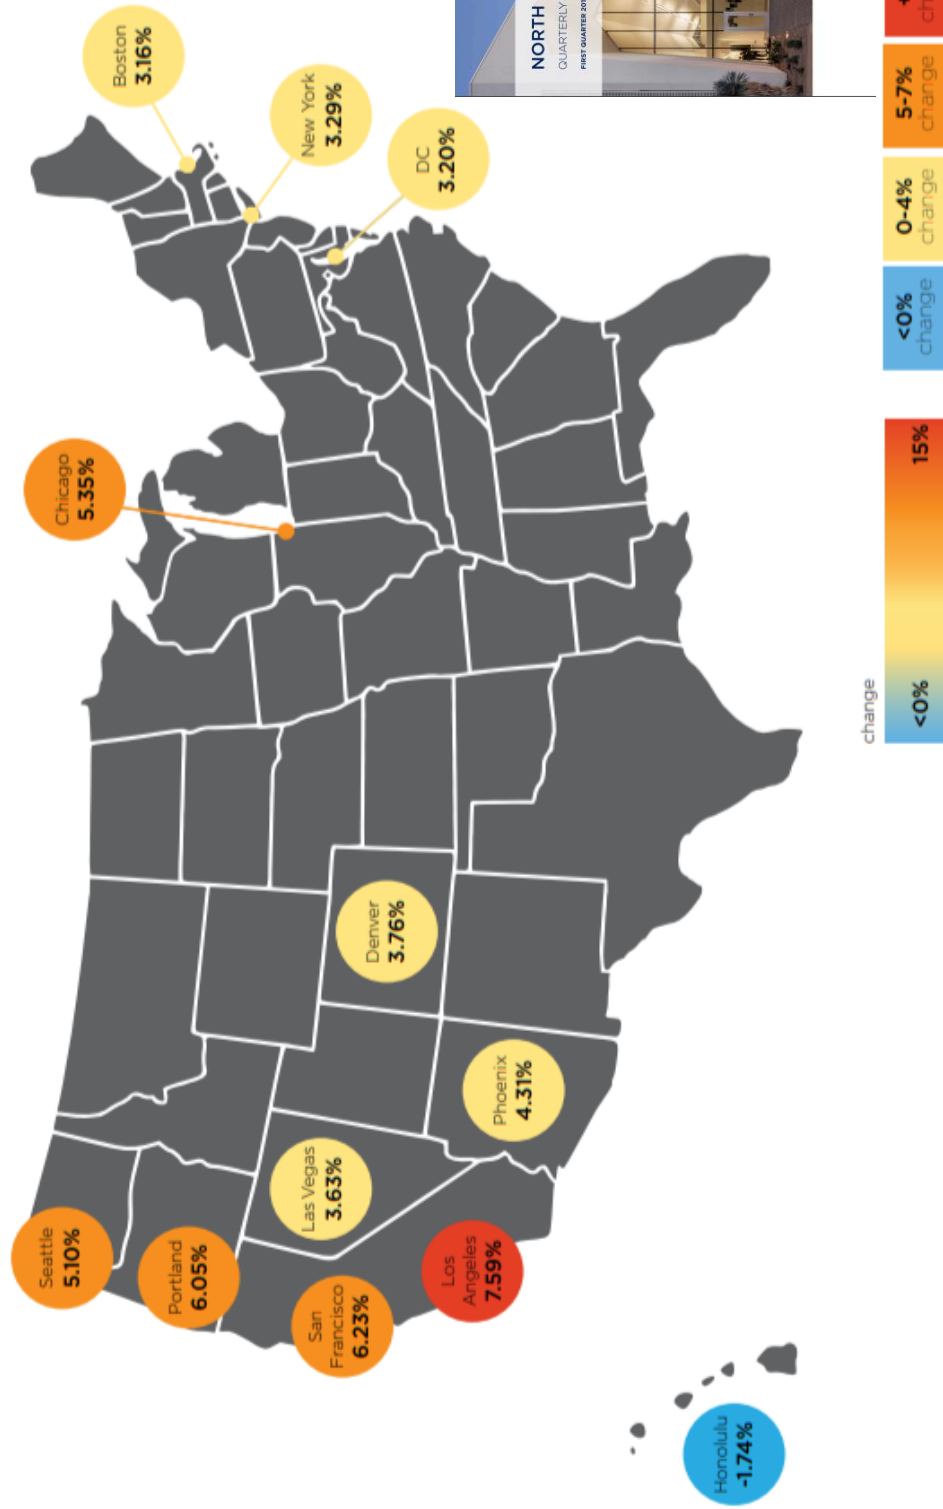 Seattle
5.10%
Portland
6.05%
San
Francisco
6.23%
Los
Angeles
7.59%
Honolulu
-1.74%
Las Vegas
3.63%
Phoenix
4.31%
Denver
3.76%
Chicago
5.35%
Boston
3.16%
New York
3.29%
DC
3.20%
change
<0%
15%
<0%
change
0-4%
change
5-7%
change
NORTH
QUARTERLY
FIRST QUARTER